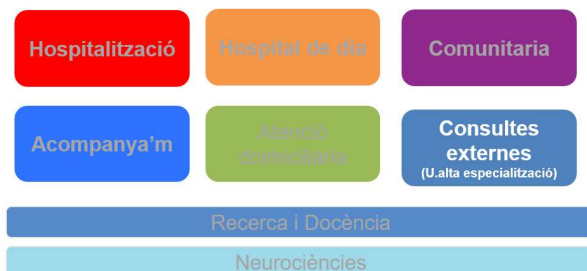 Hospitalització
Hospital de dia
Comunitaria
Acompanya'm
Atenció
domiciliaria
Consultes
externes
(U.alta especialització)
Recerca i Docència
Neurociències